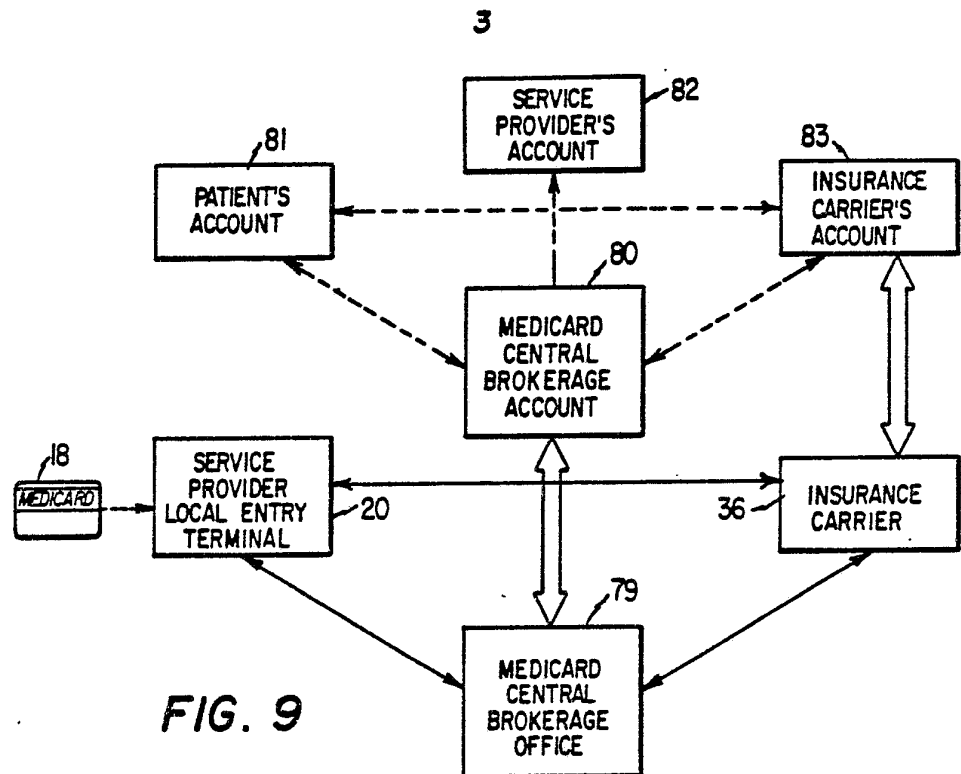 3
82
SERVICE
PROVIDER'S
ACCOUNT
81
PATIENT'S
ACCOUNT
83
INSURANCE
CARRIER'S
ACCOUNT
80
MEDICARD
CENTRAL
BROKERAGE
ACCOUNT
18
MEDICARD
SERVICE
PROVIDER
LOCAL ENTRY
TERMINAL
20
36
INSURANCE
CARRIER
79
MEDICARD
CENTRAL
BROKERAGE
OFFICE
FIG. 9